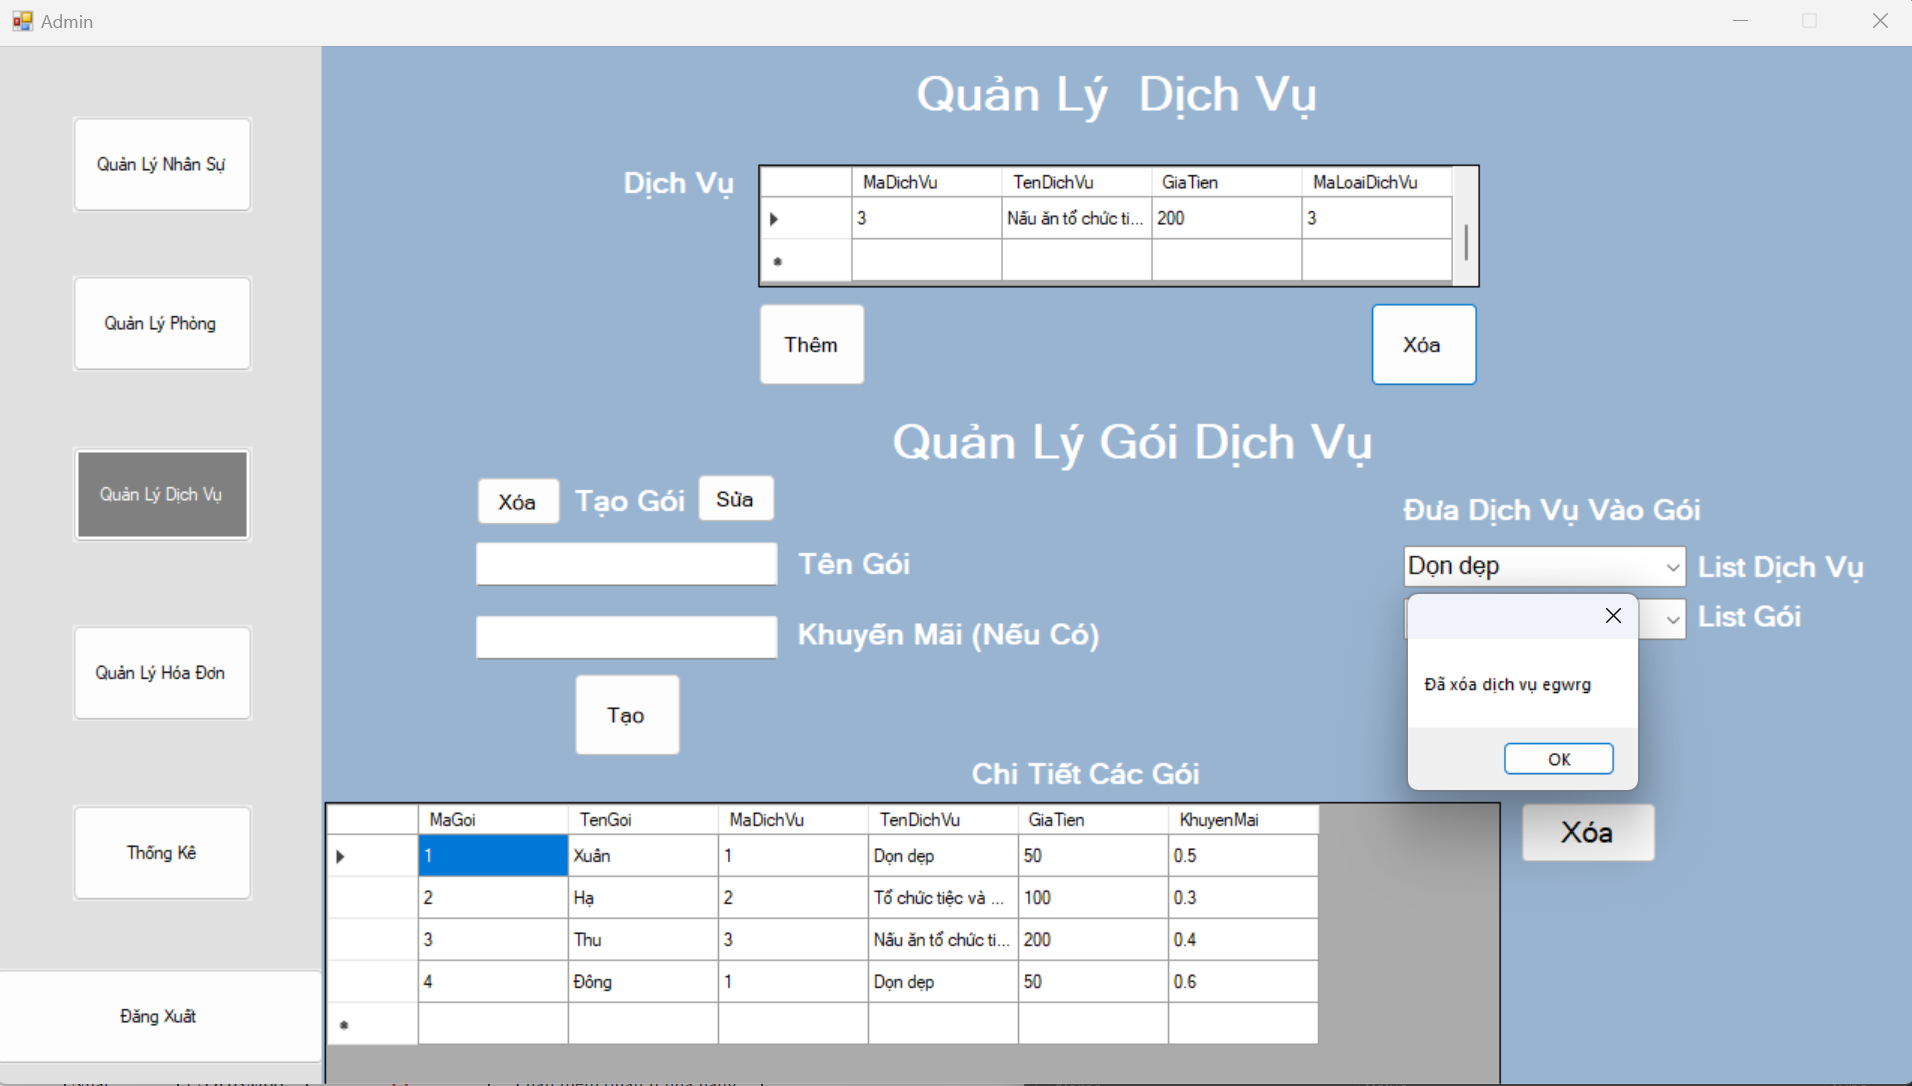 Admin
Quản Lý Nhân Sự
Quản Lý Phòng
Quản Lý Dịch Vụ
Quản Lý Hóa Đơn
Thống Kê
Đăng Xuất
Quản Lý Dịch Vụ
Dịch Vụ
MaDichVu TenDichVu GiaTien MaLoaiDichVu
3 Nấu ăn tổ chức ti... 200 3
Thêm
Xóa
Quản Lý Gói Dịch Vụ
Xóa
Tạo Gói
Sửa
Tên Gói
Khuyến Mãi (Nếu Có)
Tạo
Đưa Dịch Vụ Vào Gói
Dọn dẹp
List Dịch Vụ
List Gói
Đã xóa dịch vụ egwrg
OK
Chi Tiết Các Gói
MaGoi TenGoi MaDichVu TenDichVu GiaTien KhuyenMai
1 Xuân 1 Dọn dẹp 50 0.5
2 Hạ 2 Tổ chức tiệc và ... 100 0.3
3 Thu 3 Nấu ăn tổ chức ti... 200 0.4
4 Đông 1 Dọn dẹp 50 0.6
Xóa